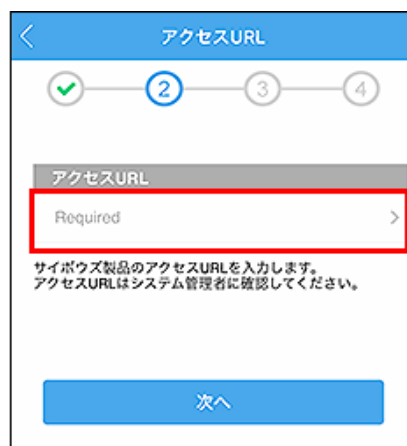 アクセスURL
2
3
4
アクセスURL
Required
サイボウズ製品のアクセスURLを入力します。
アクセスURLはシステム管理者に確認してください。
次へ